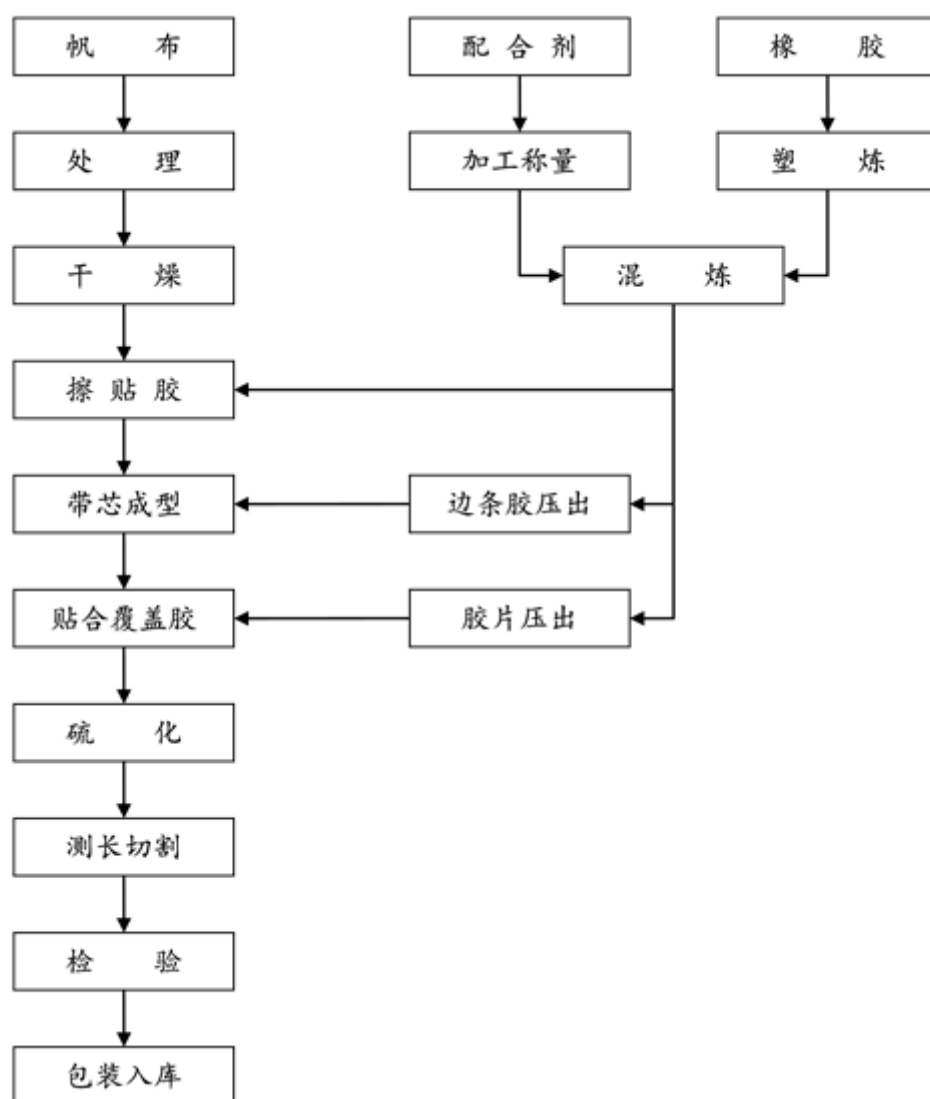 帆布
配合剂
橡胶
处理
加工称量
塑炼
干燥
混炼
擦贴胶
带芯成型
边条胶压出
贴合覆盖胶
胶片压出
硫化
测长切割
检验
包装入库